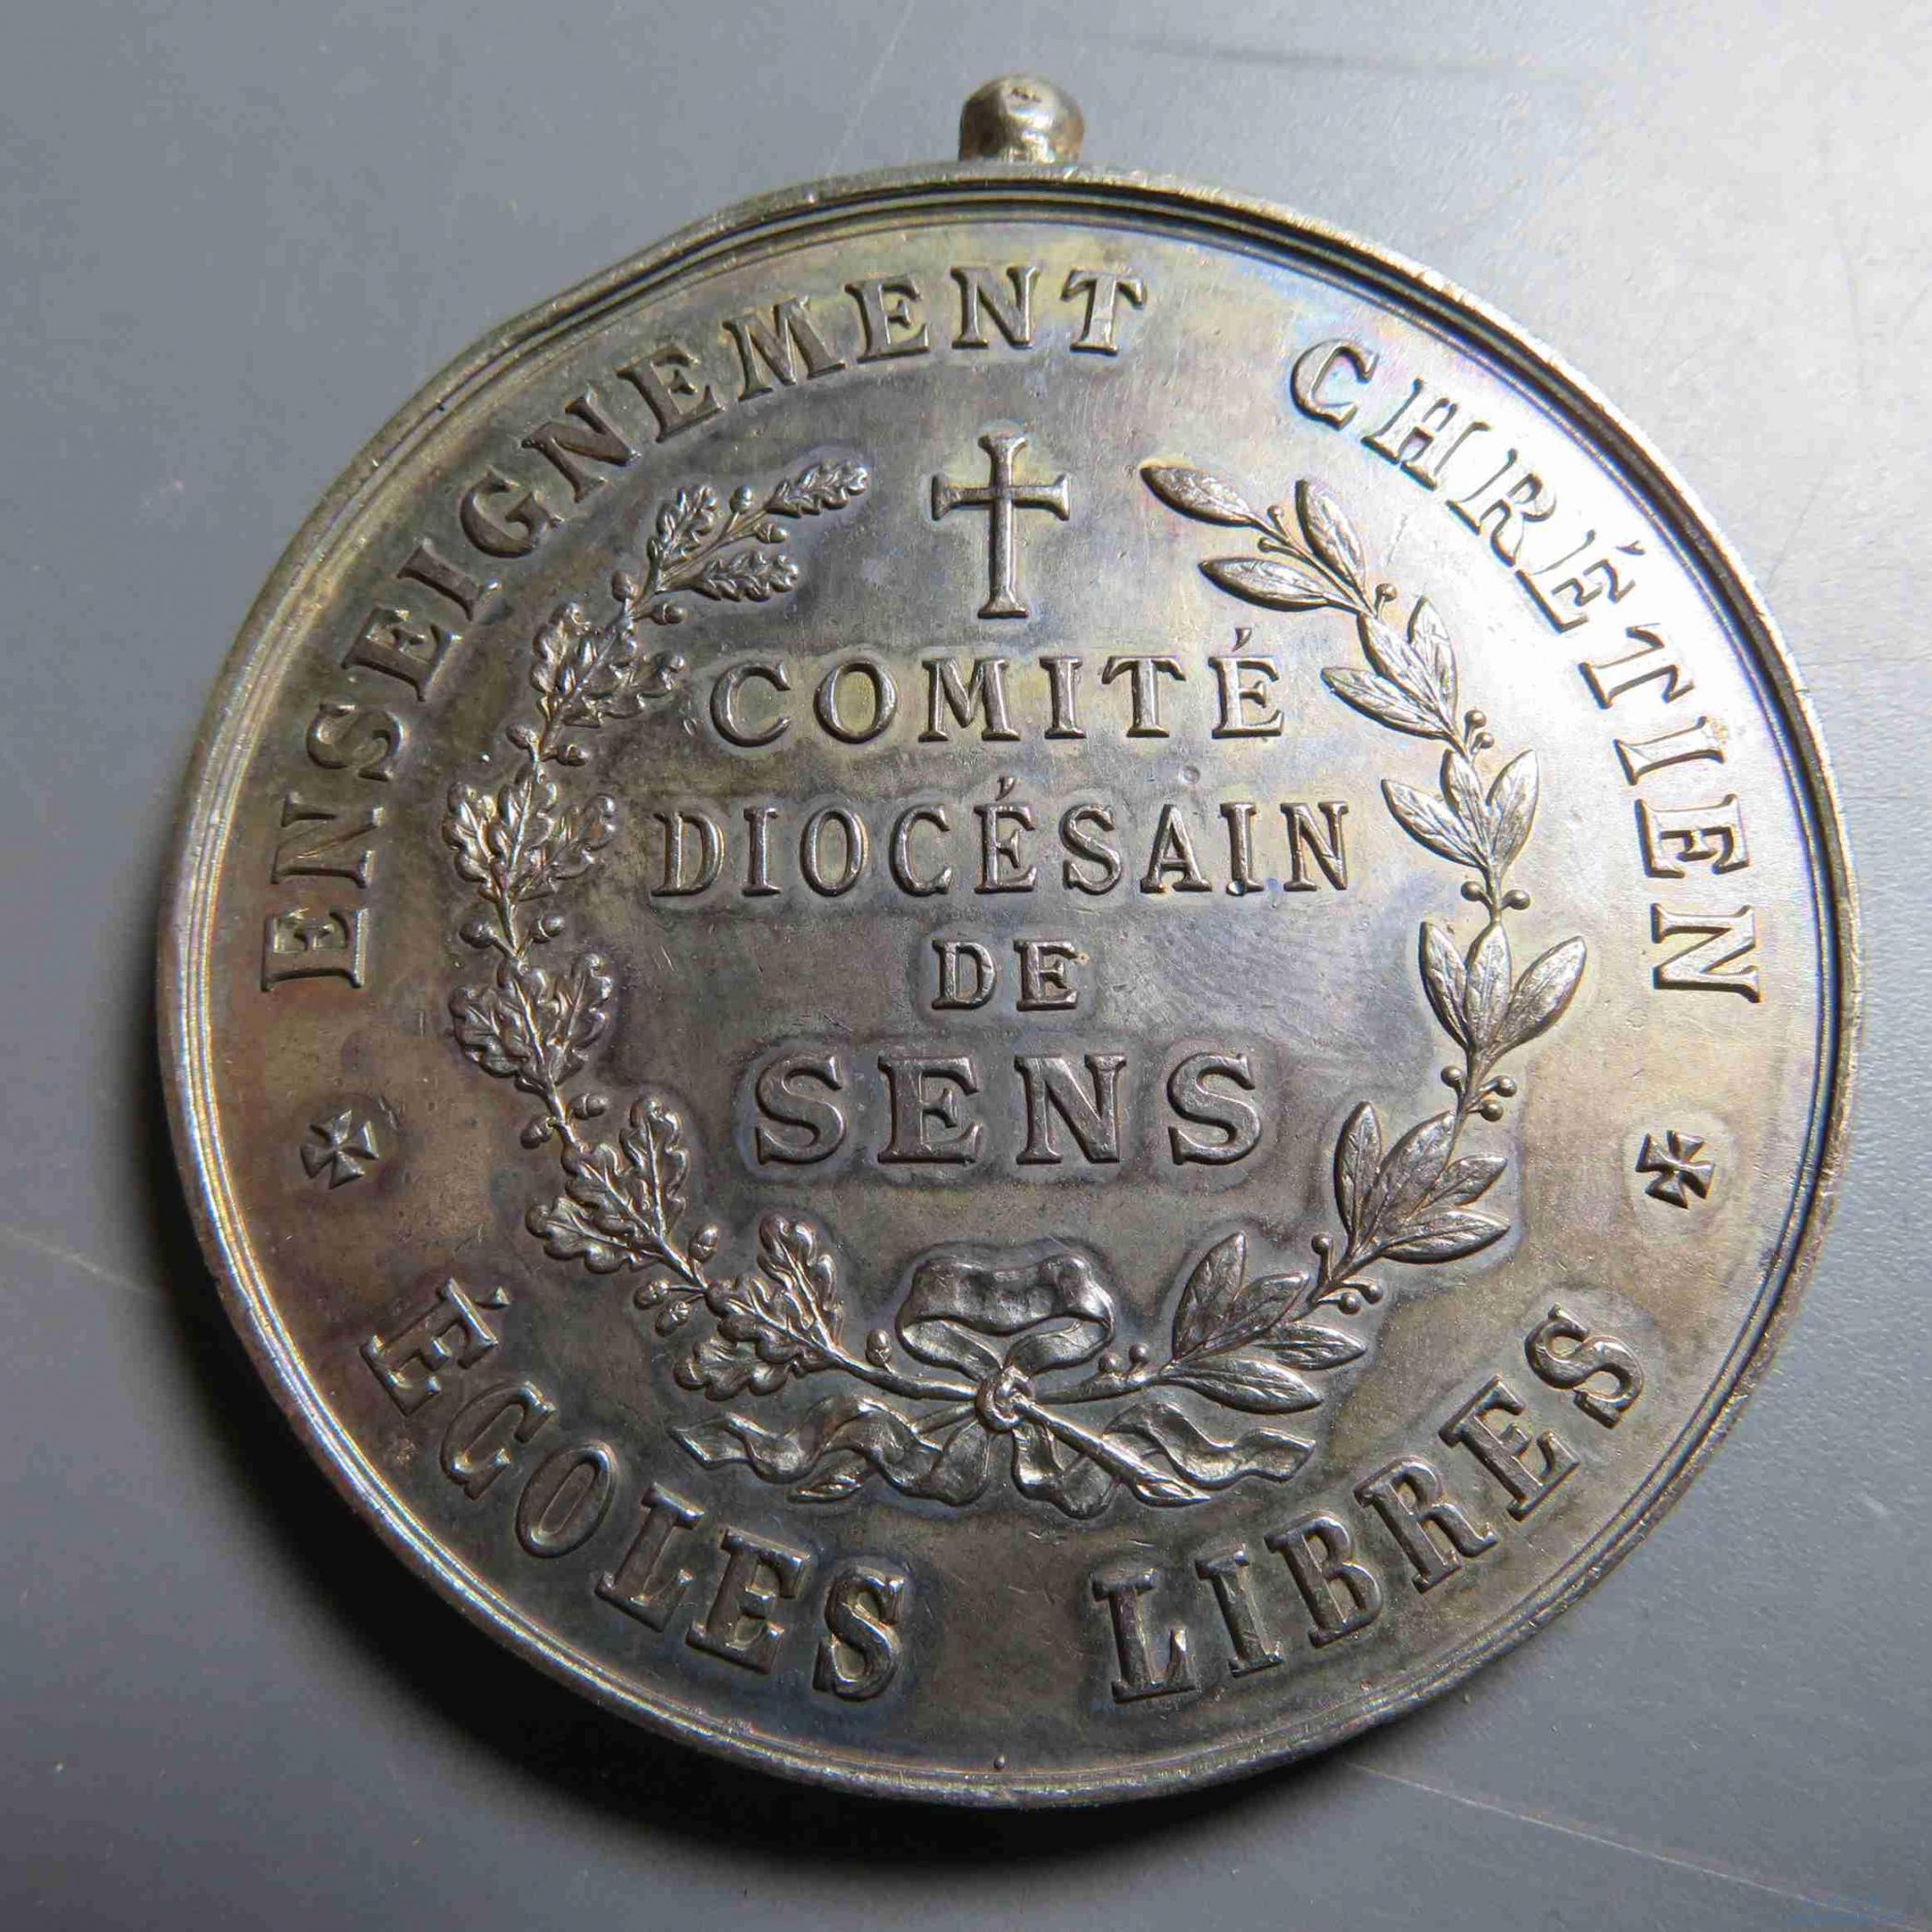 ENSEIGNEMENT CHRÉTIEN
COMITÉ
DIOCÉSAIN
DE
SENS
ÉCOLES LIBRES